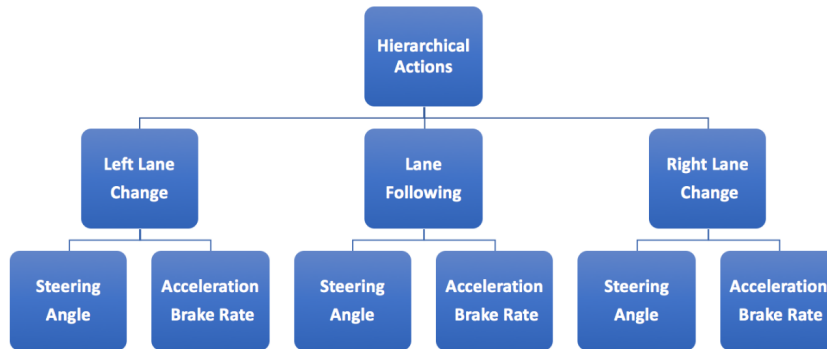 Hierarchical
Actions
Left Lane
Change
Lane
Following
Right Lane
Change
Steering
Angle
Acceleration
Brake Rate
Steering
Angle
Acceleration
Brake Rate
Steering
Angle
Acceleration
Brake Rate